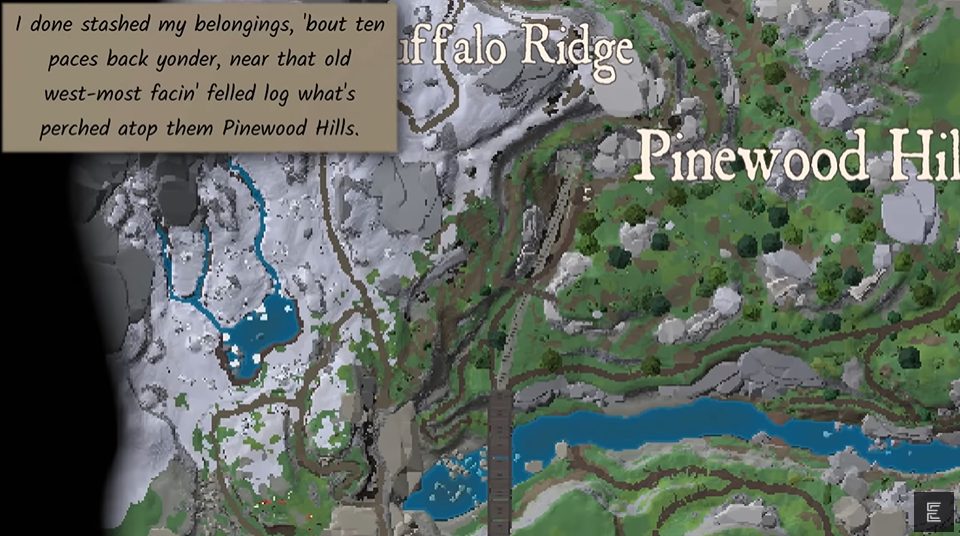 I done stashed my belongings, 'bout ten
paces back yonder, near that old
west-most facin' felled log what's
perched atop them Pinewood Hills.
uffalo Ridge
Pinewood Hil
E